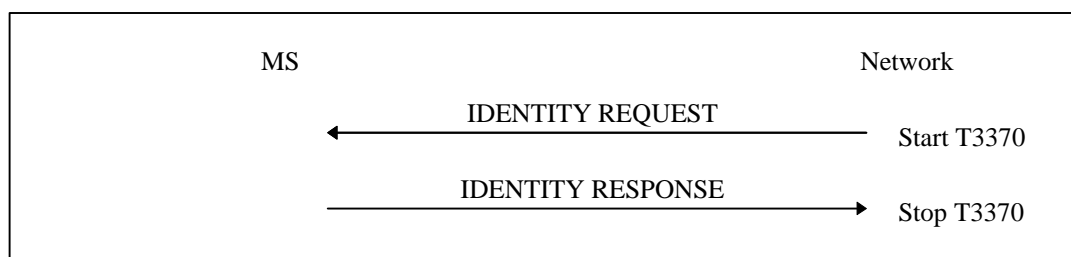 MS
Network
IDENTITY REQUEST
Start T3370
IDENTITY RESPONSE
Stop T3370